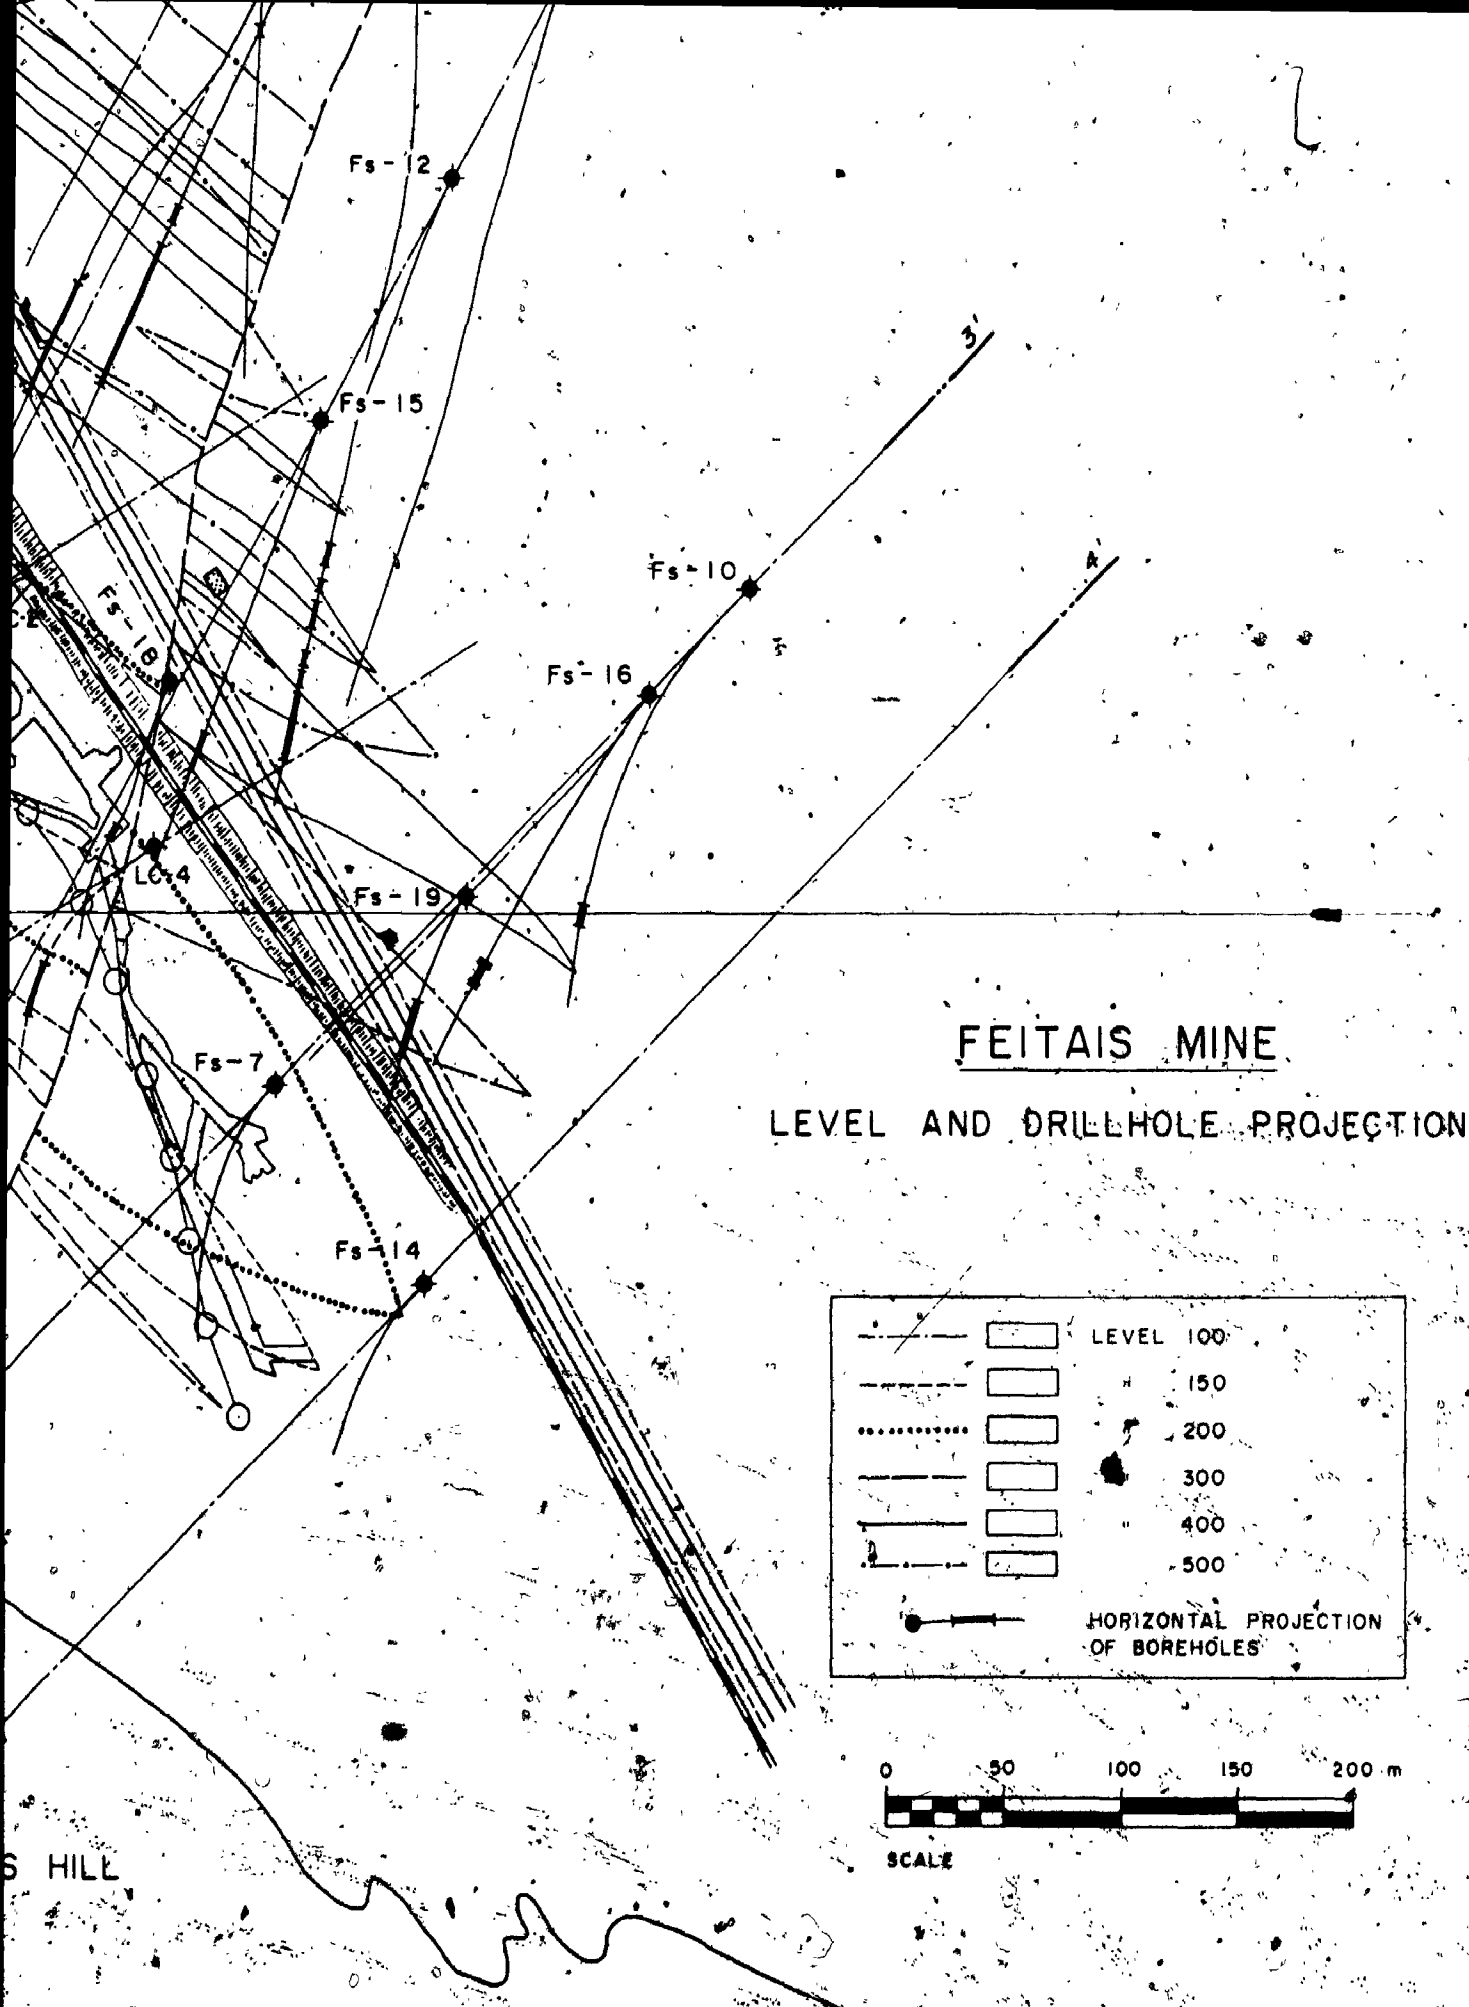 Fs-12
3'
Fs-15
4'
Fs-10
Fs-18
Fs-16
LC-4
Fs-19
FEITAIS MINE
Fs-7
LEVEL AND DRILLHOLE PROJECTION
Fs-14
LEVEL 100
" 150
" 200
300
" 400
" 500
HORIZONTAL PROJECTION
OF BOREHOLES
0 50 100 150 200 m
SCALE
S HILL